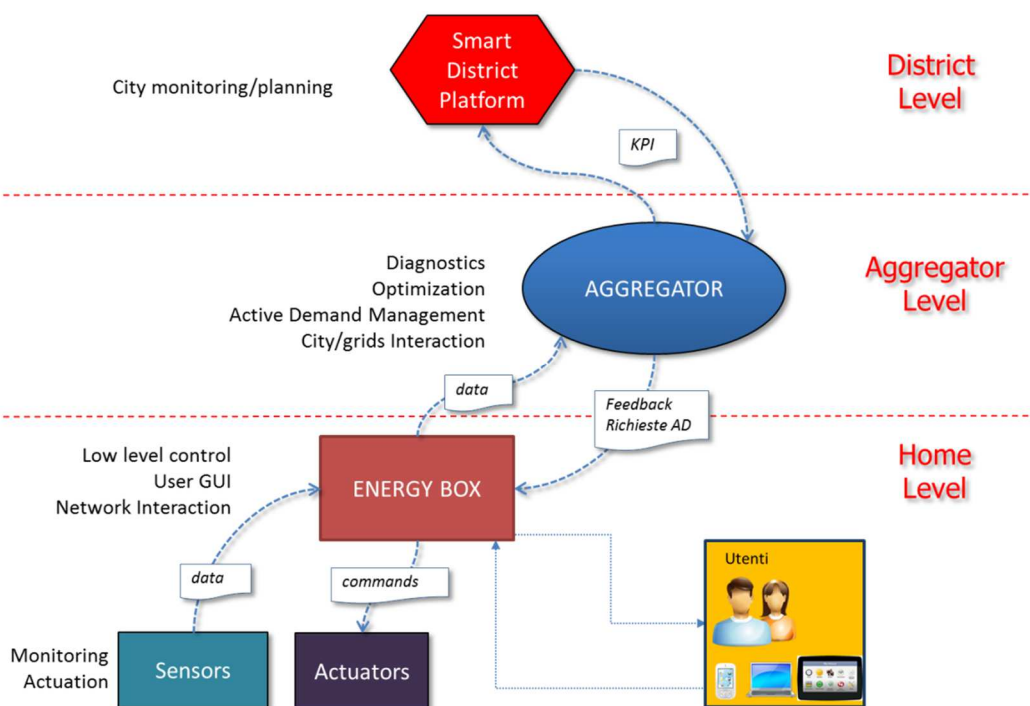 Smart
District
Platform
City monitoring/planning
District
Level
KPI
Diagnostics
Optimization
Active Demand Management
City/grids Interaction
AGGREGATOR
Aggregator
Level
data
Feedback
Richieste AD
Low level control
User GUI
Network Interaction
ENERGY BOX
Home
Level
data
commands
Utenti
Monitoring
Actuation
Sensors
Actuators